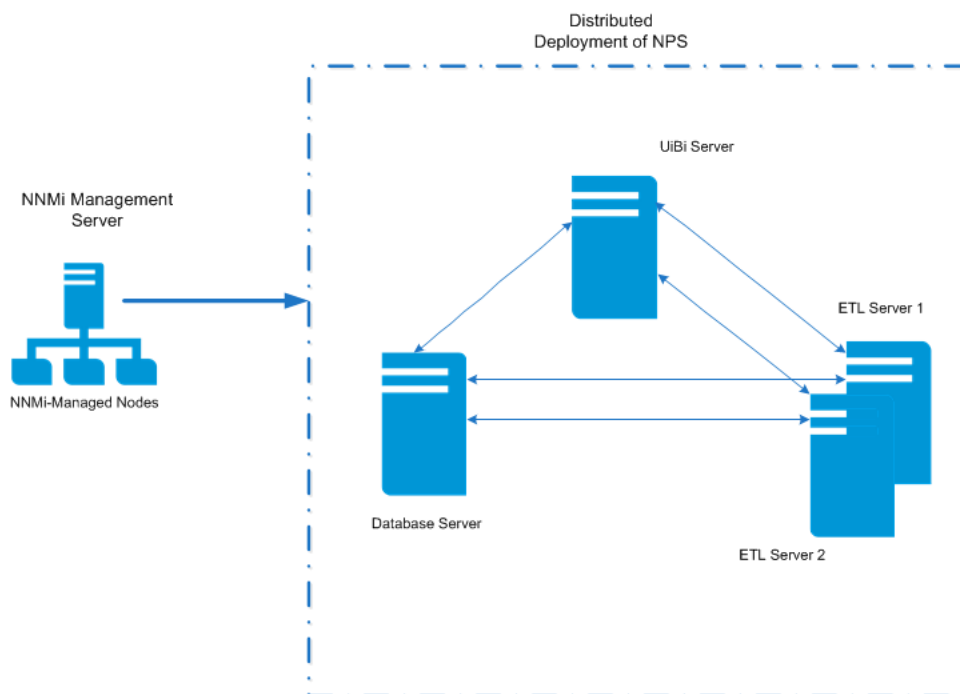 Distributed
Deployment of NPS
UiBi Server
NNMi Management
Server
ETL Server 1
NNMi-Managed Nodes
Database Server
ETL Server 2